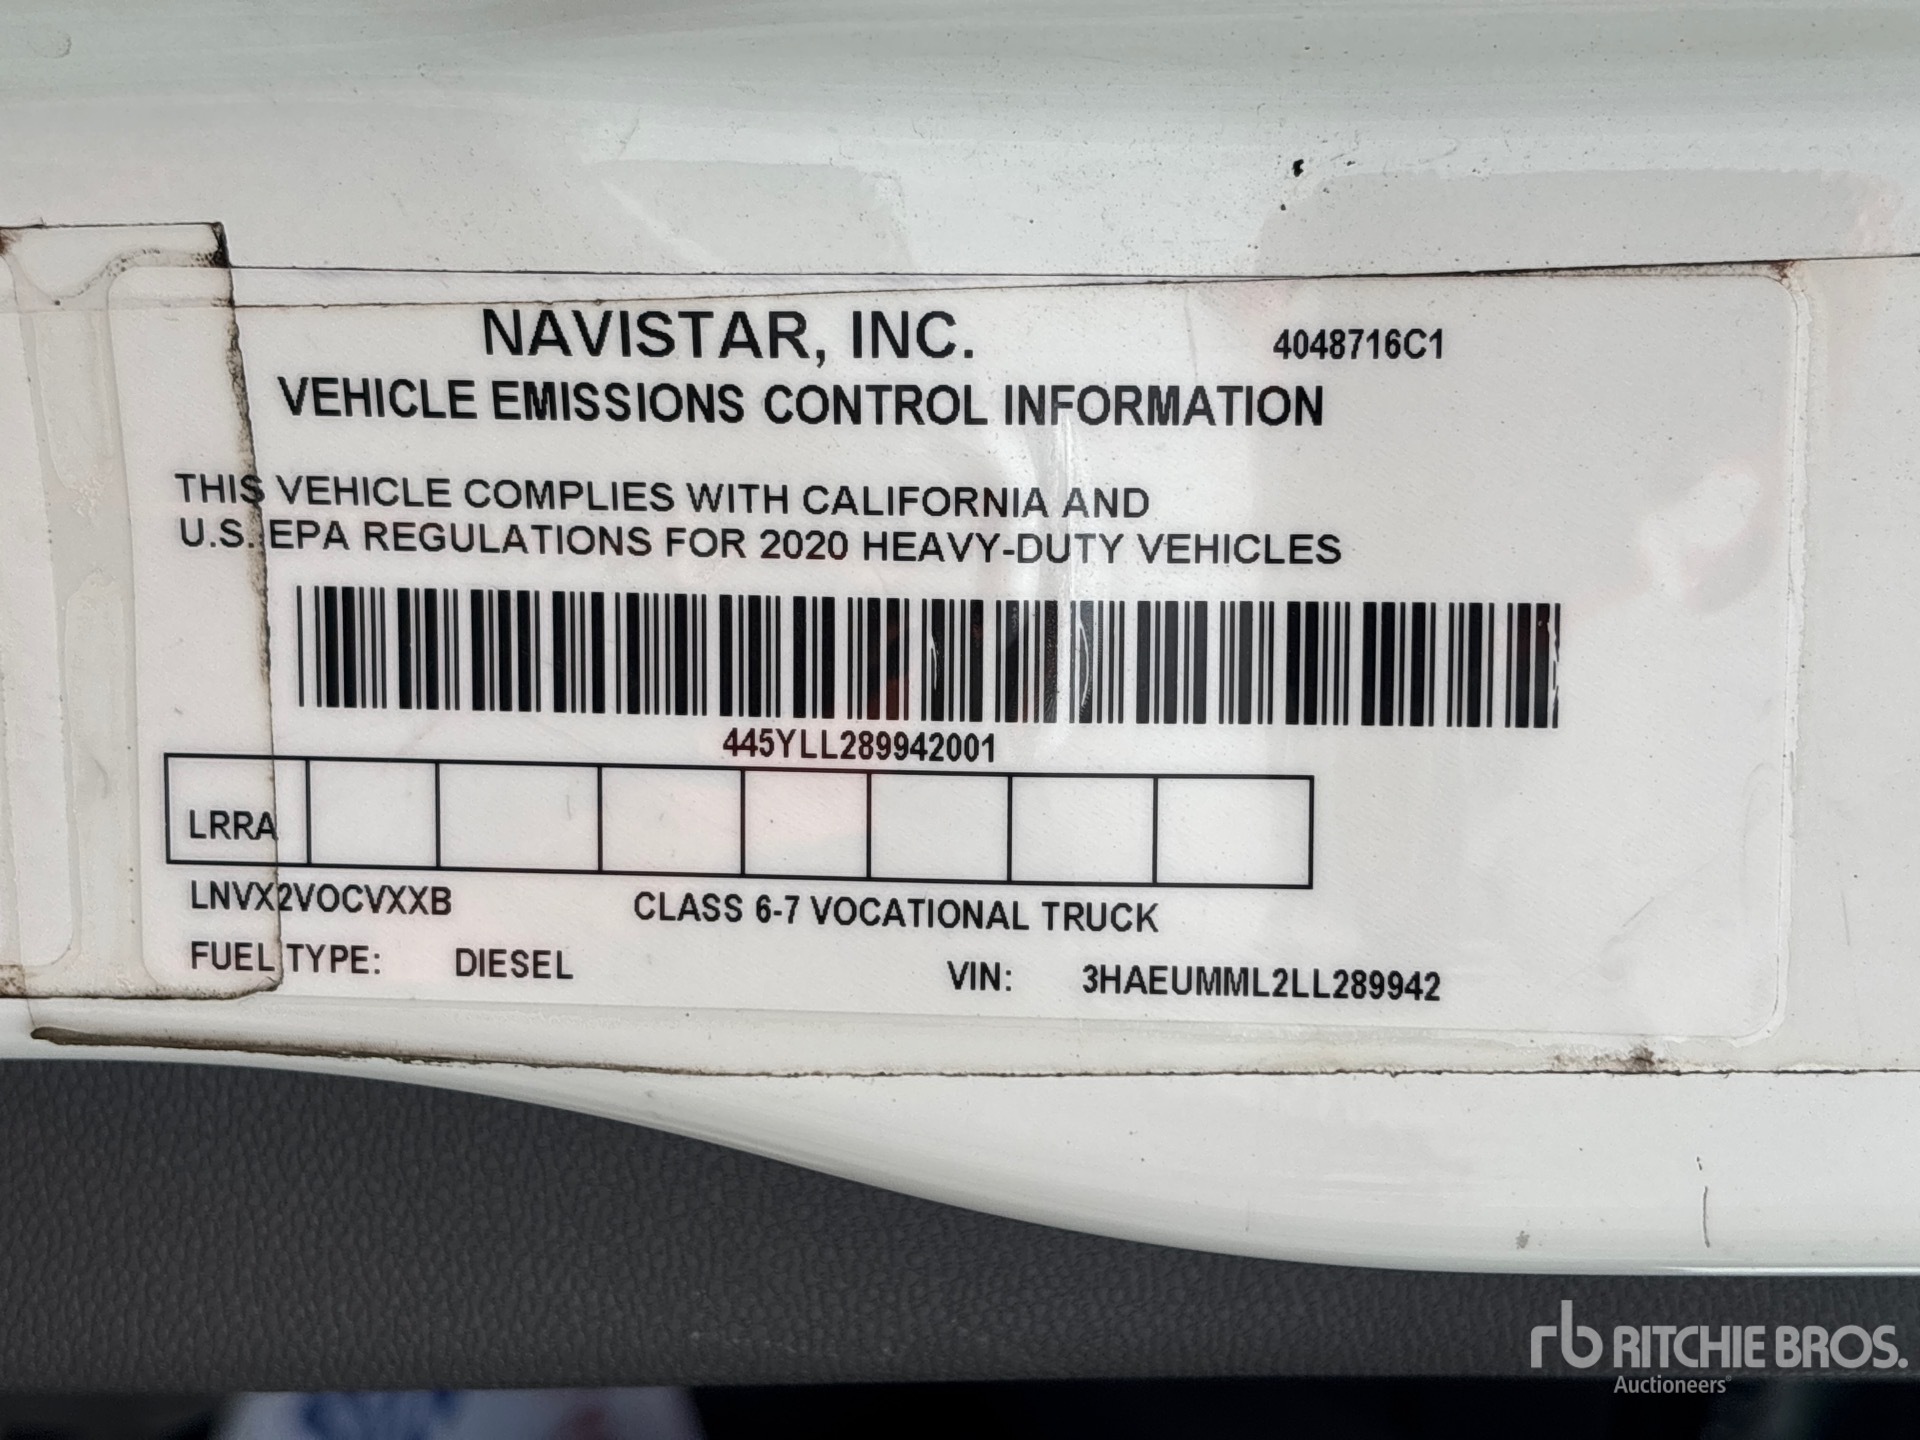 NAVISTAR, INC. 4048716C1
VEHICLE EMISSIONS CONTROL INFORMATION
THIS VEHICLE COMPLIES WITH CALIFORNIA AND
U.S. EPA REGULATIONS FOR 2020 HEAVY-DUTY VEHICLES
445YLL289942001
LRRA
LNVX2VOCVXXB CLASS 6-7 VOCATIONAL TRUCK
FUEL TYPE: DIESEL
VIN: 3HAEUMML2LL289942
rb RITCHIE BROS.
Auctioneers